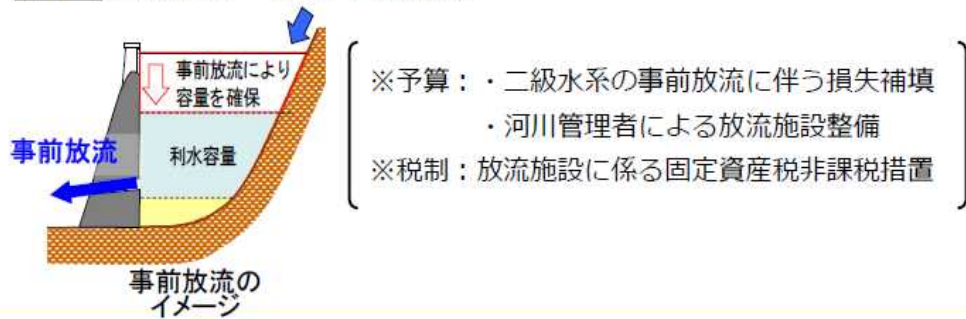 事前放流により
容量を確保
事前放流
利水容量
事前放流の
イメージ
※予算：・二級水系の事前放流に伴う損失補填
・河川管理者による放流施設整備
※税制：放流施設に係る固定資産税非課税措置